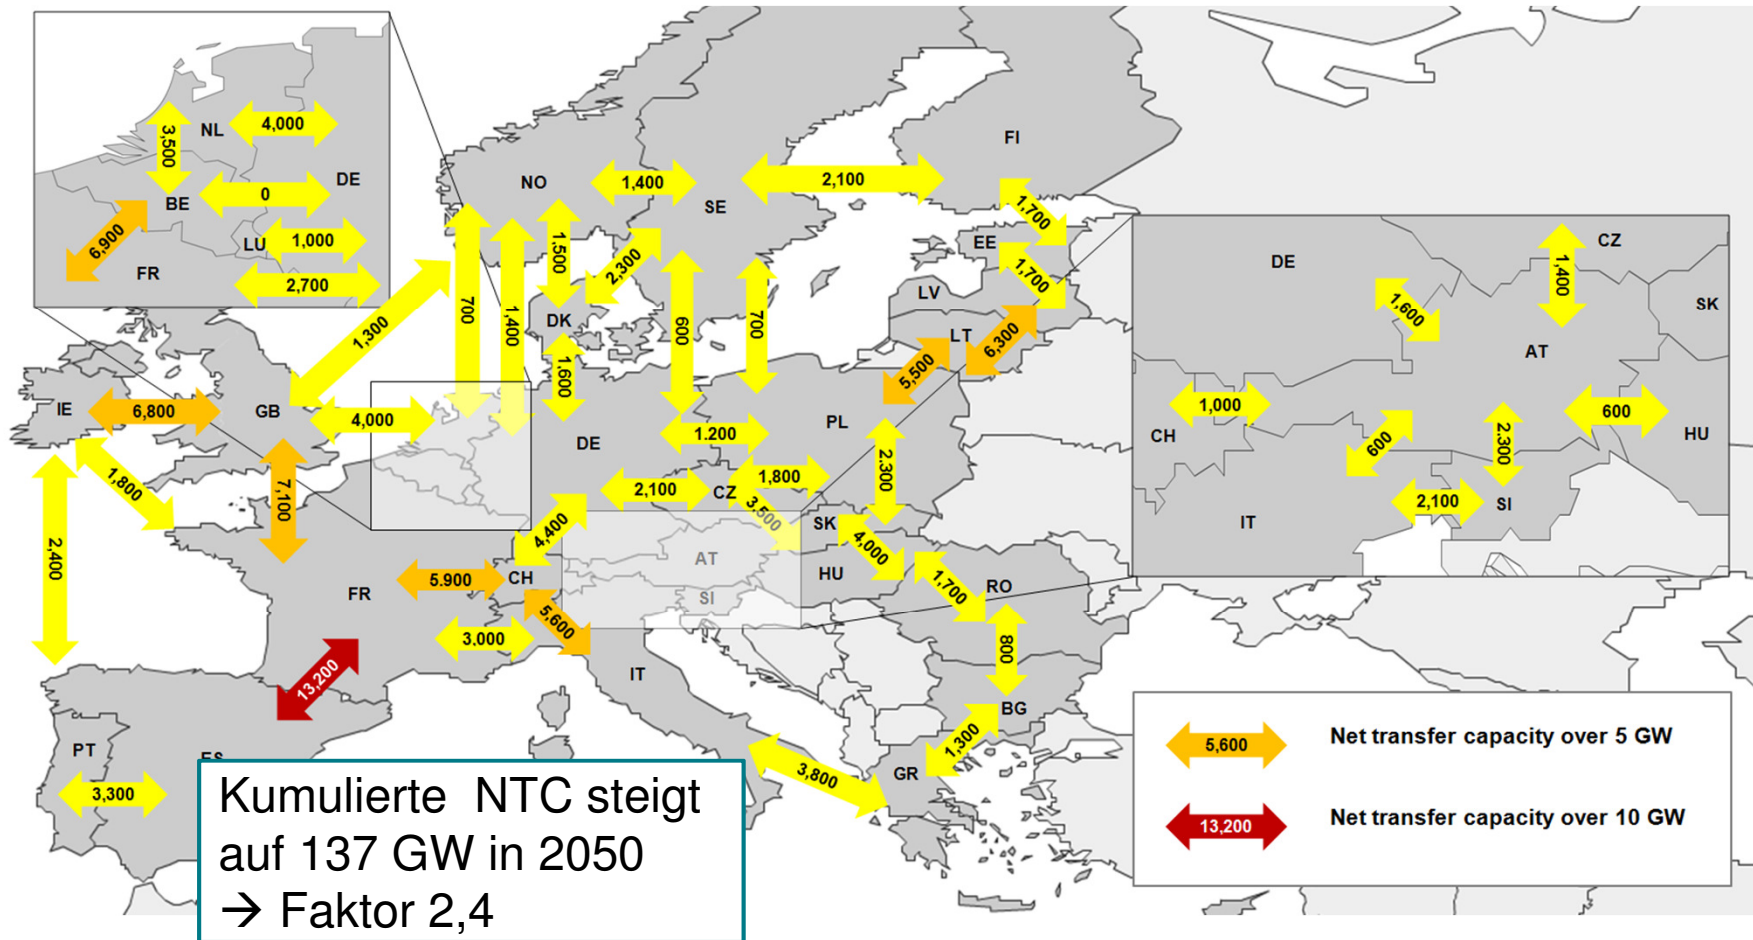 NL
4,000
3,500
DE
0
BE
6,900
LU
1,000
FR
2,700
FI
NO
1,400
SE
2,100
1,700
EE
1,700
LV
LT
6,300
5,500
1,500
2,300
DK
1,300
700
1,400
600
700
1,600
IE
6,800
GB
4,000
DE
1.200
PL
7,100
1,800
2,400
2,100
CZ
1,800
2.300
3,500
4,400
SK
4,000
AT
HU
SI
1,700
RO
800
FR
5.900
CH
5,600
3,000
13,200
IT
BG
1,300
GR
3,800
PT
ES
3,300
DE
CZ
1,400
SK
1,600
AT
1,000
CH
600
2.300
600
HU
2,100
SI
IT
5,600
Net transfer capacity over 5 GW
13,200
Net transfer capacity over 10 GW
Kumulierte NTC steigt
auf 137 GW in 2050
→ Faktor 2,4